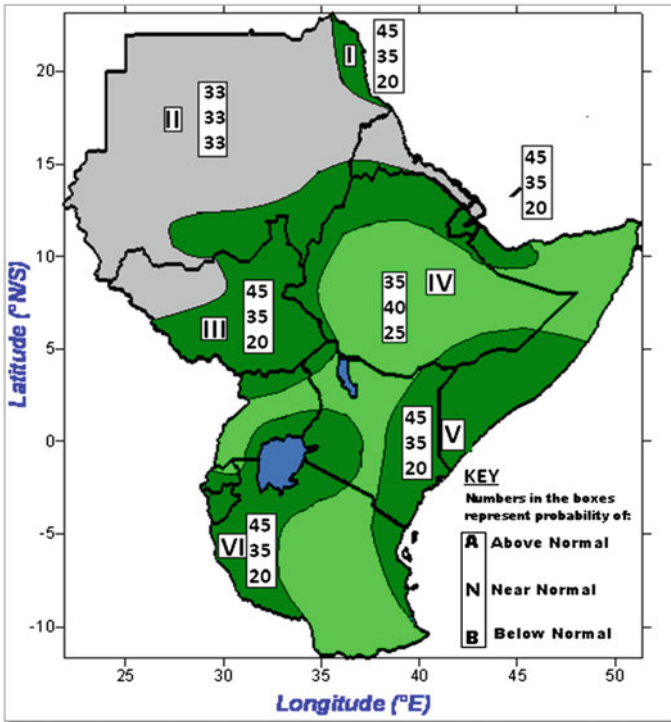 20
15
10
5
0
-5
-10
Latitude (°N/S)
25
30
35
40
45
50
Longitude (°E)
I
45
35
20
II
33
33
33
45
35
20
III
45
35
20
IV
35
40
25
V
45
35
20
VI
45
35
20
KEY
Numbers in the boxes
represent probability of:
A Above Normal
N Near Normal
B Below Normal